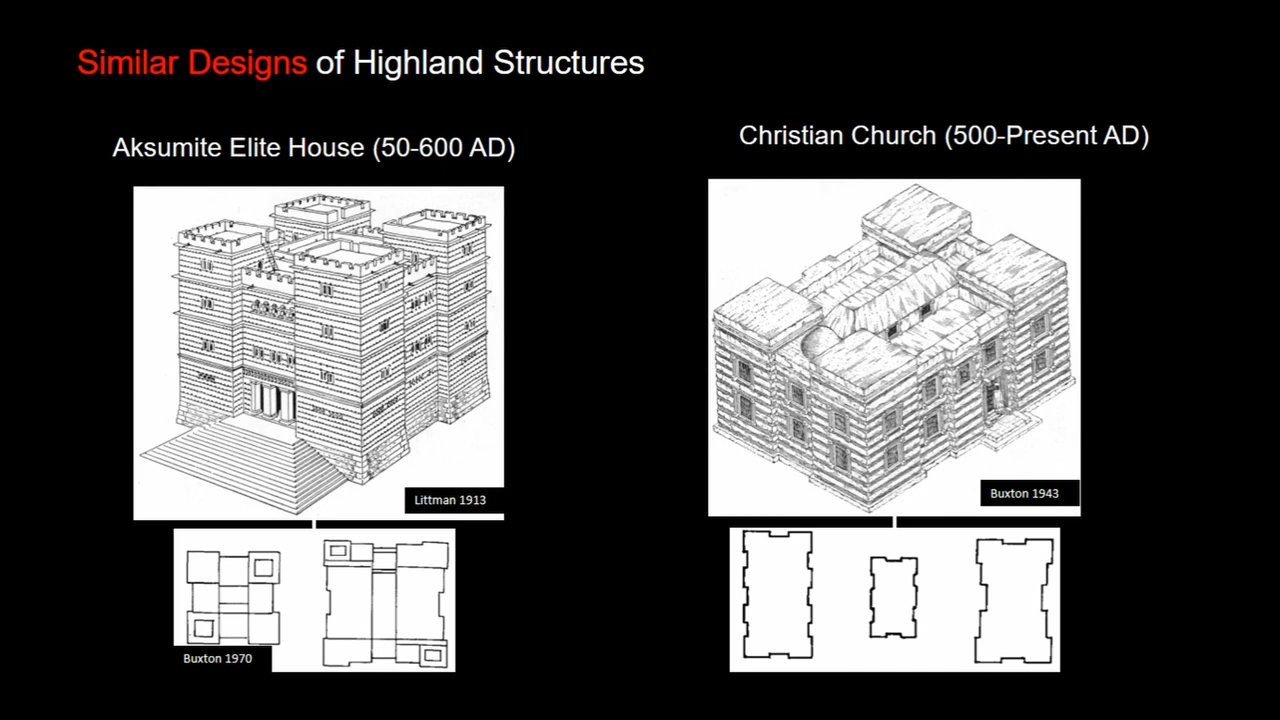 Similar Designs of Highland Structures
Aksumite Elite House (50-600 AD)
Christian Church (500-Present AD)
Littman 1913
Buxton 1943
Buxton 1970